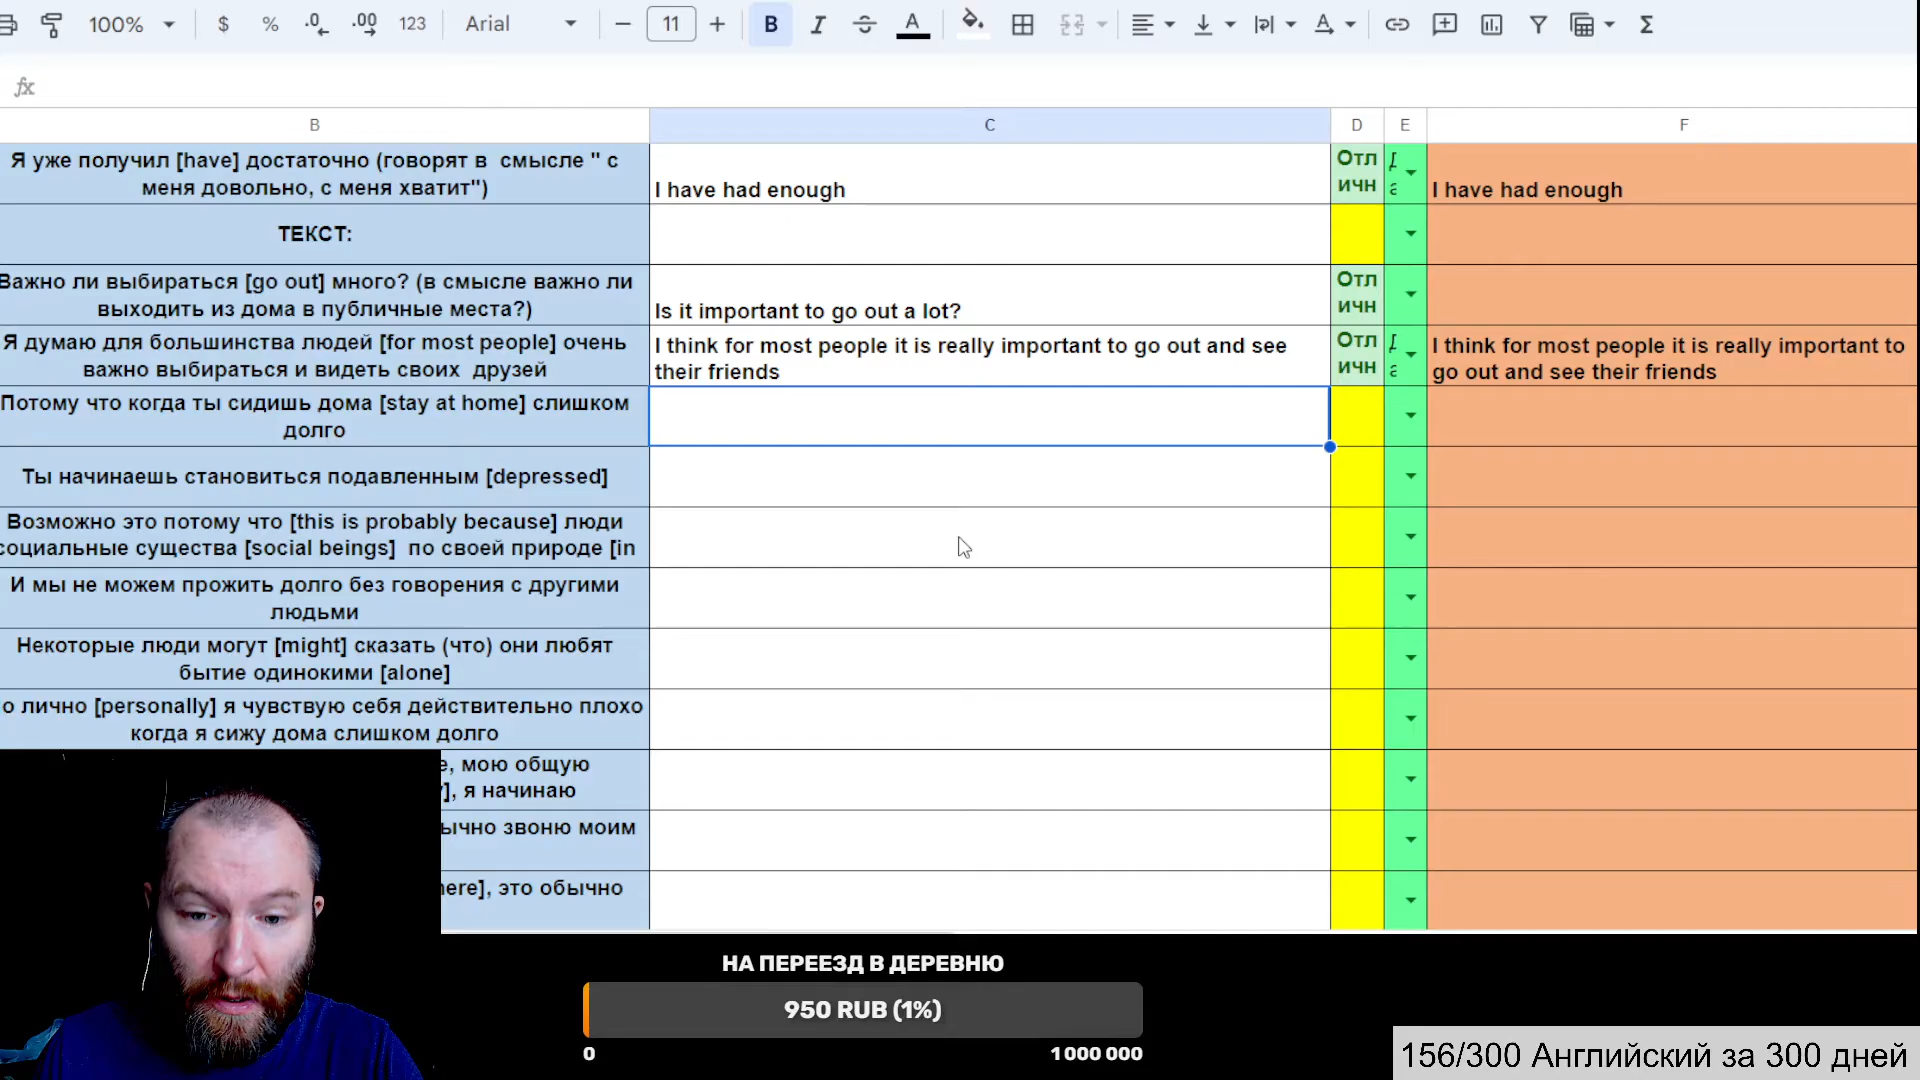 100%
$
%
.0
.00
123
Arial
11
B
I
A
A
Σ
fx
B
C
D
E
F
Я уже получил [have] достаточно (говорят в смысле " с
меня довольно, с меня хватит")
I have had enough
Отл
ичн
I have had enough
ТЕКСТ:
Важно ли выбираться [go out] много? (в смысле важно ли
выходить из дома в публичные места?)
Is it important to go out a lot?
Отл
ичн
Я думаю для большинства людей [for most people] очень
важно выбираться и видеть своих друзей
I think for most people it is really important to go out and see
their friends
Отл
ичн
I think for most people it is really important to
go out and see their friends
Потому что когда ты сидишь дома [stay at home] слишком
долго
Ты начинаешь становиться подавленным [depressed]
Возможно это потому что [this is probably because] люди
социальные существа [social beings] по своей природе [in
И мы не можем прожить долго без говорения с другими
людьми
Некоторые люди могут [might] сказать (что) они любят
бытие одинокими [alone]
о лично [personally] я чувствую себя действительно плохо
когда я сижу дома слишком долго
, мою общую
], я начинаю
ычно звоню моим
here], это обычно
НА ПЕРЕЕЗД В ДЕРЕВНЮ
950 RUB (1%)
0
1 000 000
156/300 Английский за 300 дней